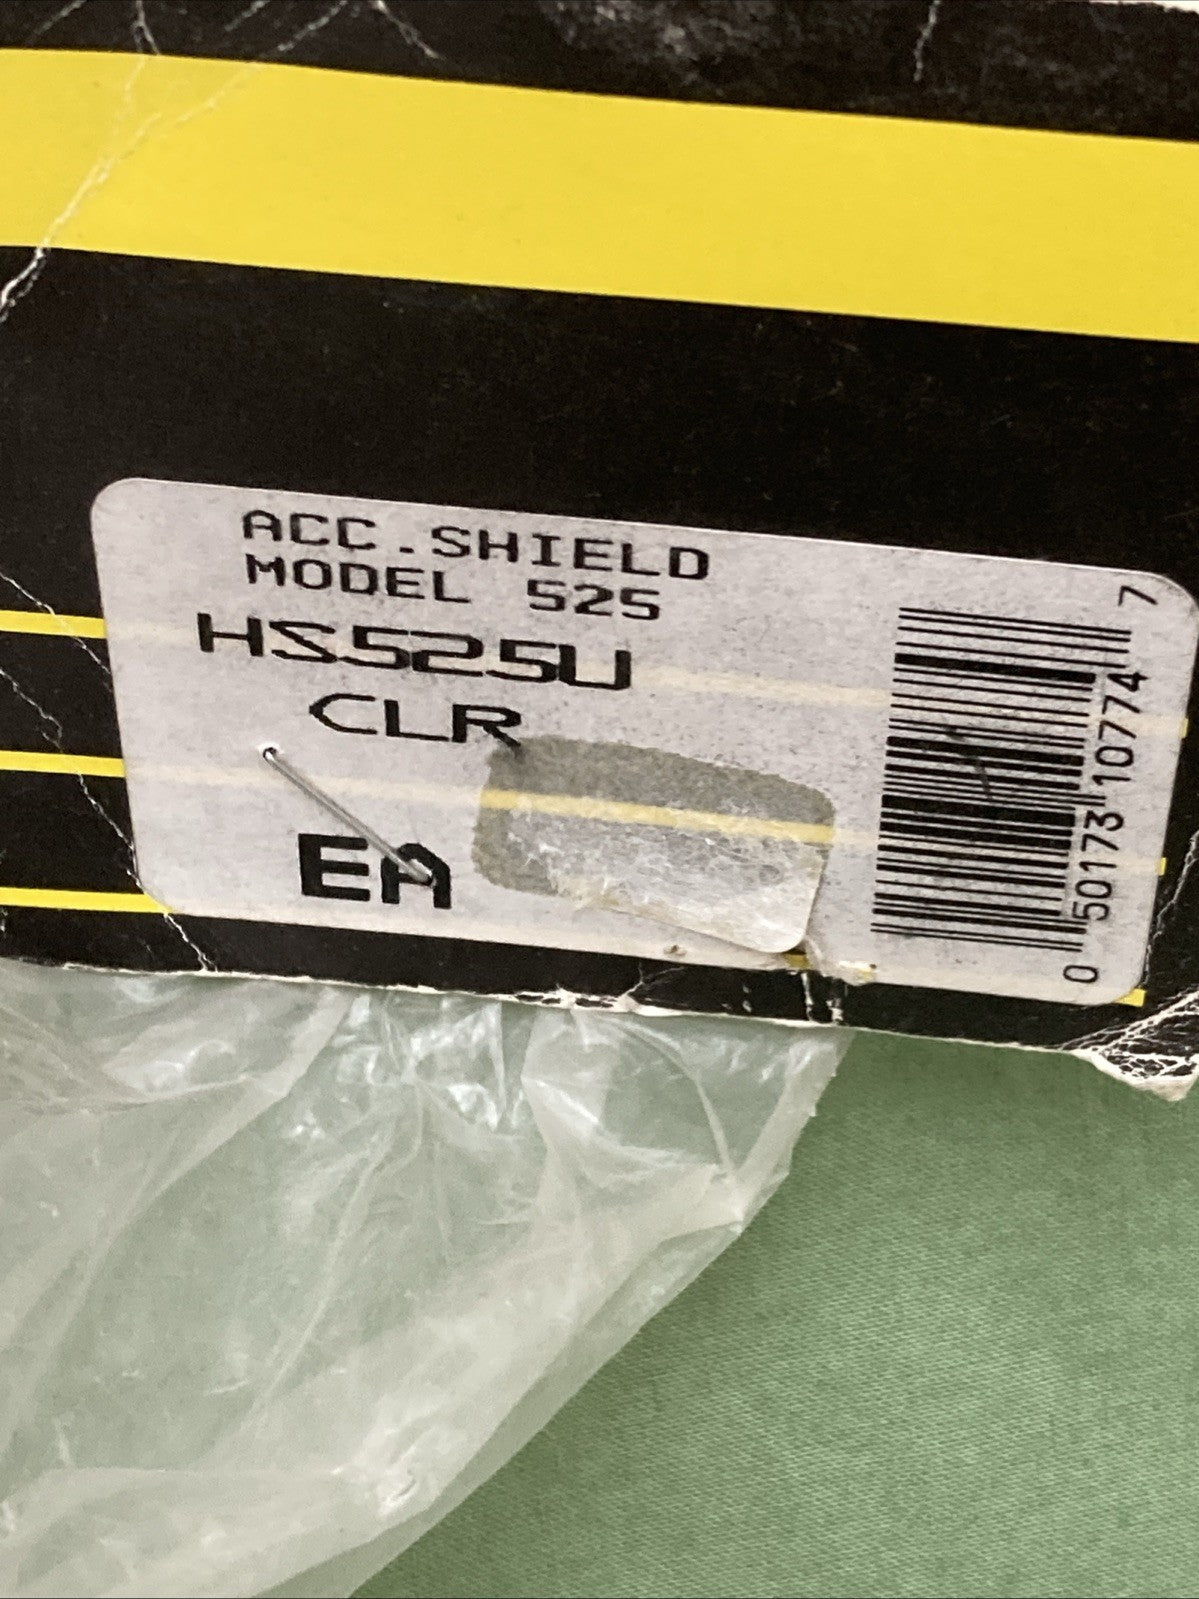 ACC.SHIELD
MODEL 525
HS525U
CLR
EA
0 50173 10774 7